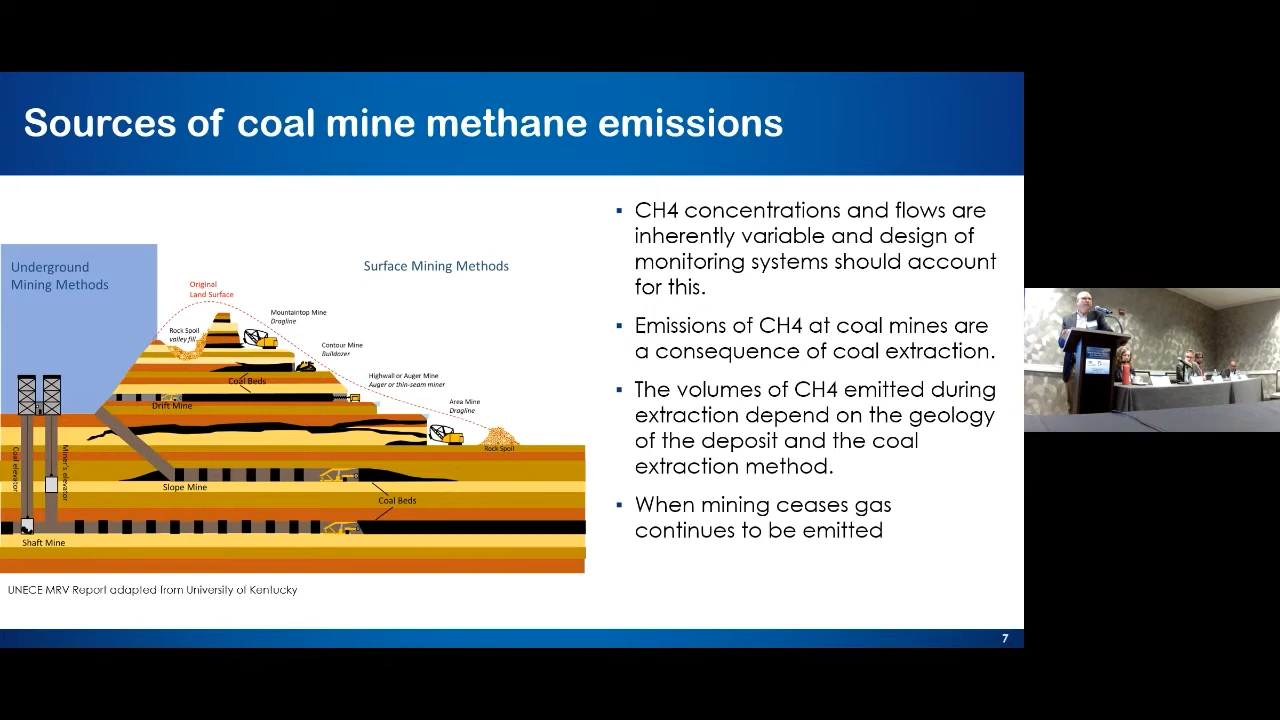 Sources of coal mine methane emissions
Underground
Mining Methods
Surface Mining Methods
Original
Land Surface
Rock Spoil
valley fill
Mountaintop Mine
Dragline
Contour Mine
Bulldozer
Coal Beds
Highwall or Auger Mine
Auger or thin-seam miner
Drift Mine
Area Mine
Dragline
Rock Spoil
Coal elevator
Miner's elevator
Slope Mine
Coal Beds
Shaft Mine
UNECE MRV Report adapted from University of Kentucky
▪ CH4 concentrations and flows are
inherently variable and design of
monitoring systems should account
for this.
▪ Emissions of CH4 at coal mines are
a consequence of coal extraction.
▪ The volumes of CH4 emitted during
extraction depend on the geology
of the deposit and the coal
extraction method.
▪ When mining ceases gas
continues to be emitted
7